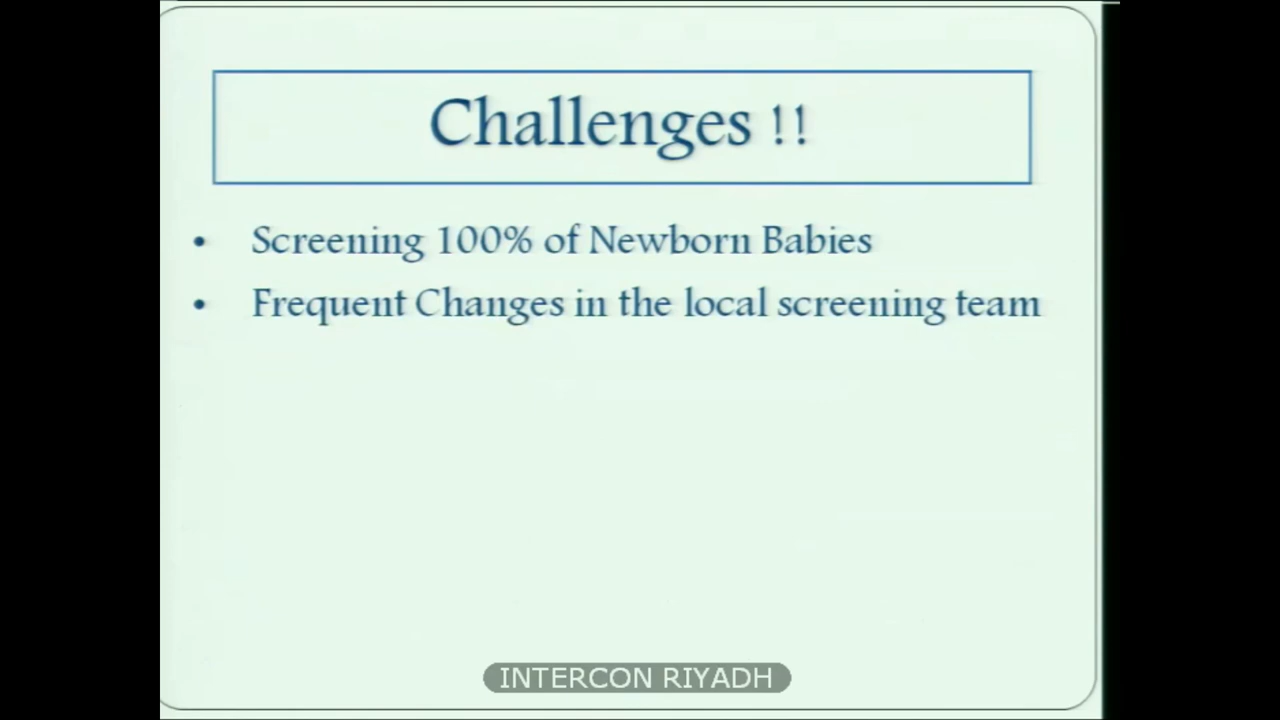 Challenges !!
• Screening 100% of Newborn Babies
• Frequent Changes in the local screening team
INTERCON RIYADH